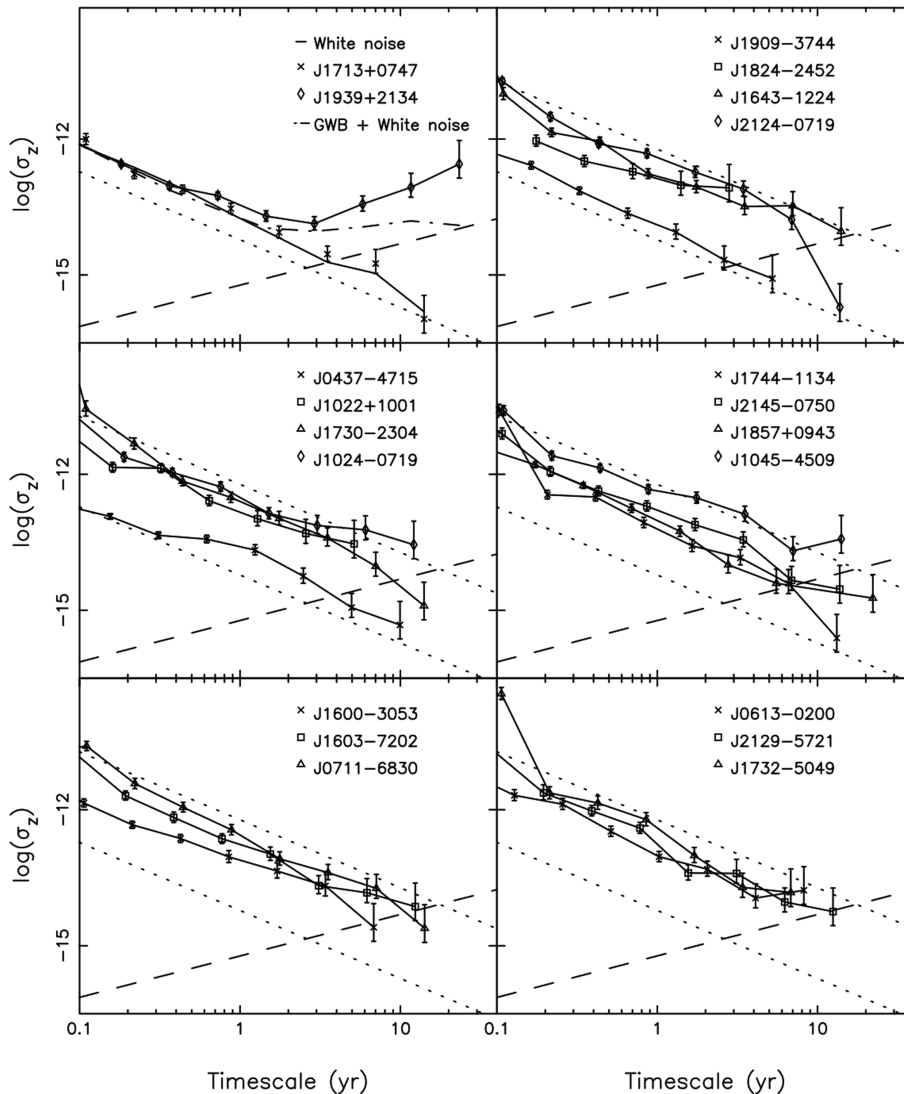 White noise
J1713+0747
J1939+2134
GWB + White noise
log(σz)
−12
−15
J1909−3744
J1824−2452
J1643−1224
J2124−0719
J0437−4715
J1022+1001
J1730−2304
J1024−0719
log(σz)
−12
−15
J1744−1134
J2145−0750
J1857+0943
J1045−4509
J1600−3053
J1603−7202
J0711−6830
log(σz)
−12
−15
J0613−0200
J2129−5721
J1732−5049
0.1 1 10
0.1 1 10
Timescale (yr)
Timescale (yr)